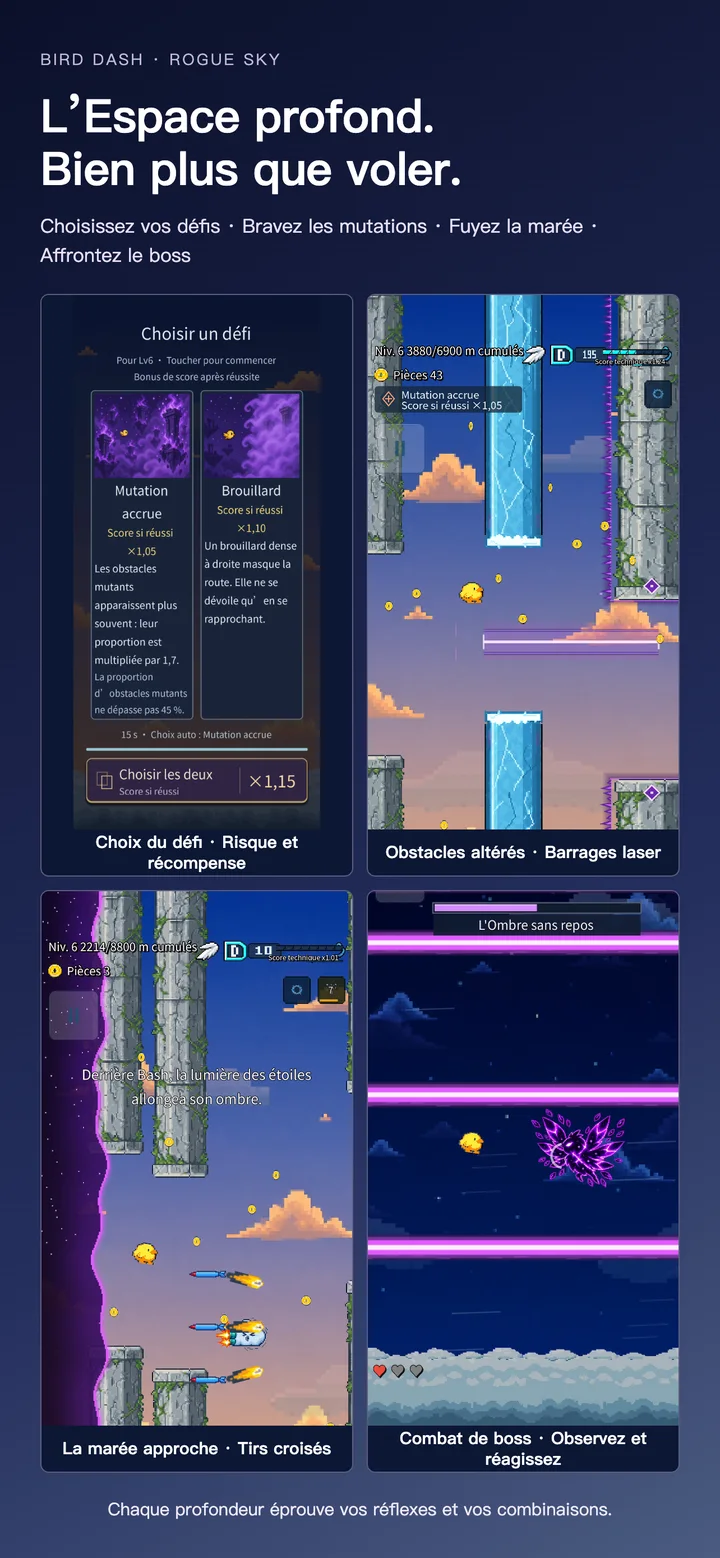 BIRD DASH · ROGUE SKY
L’Espace profond.
Bien plus que voler.
Choisissez vos défis · Bravez les mutations · Fuyez la marée ·
Affrontez le boss
Choisir un défi
Pour Lv6 • Toucher pour commencer
Bonus de score après réussite
Mutation
accrue
Score si réussi
×1,05
Les obstacles
mutants
apparaissent plus
souvent : leur
proportion est
multipliée par 1,7.
La proportion
d’obstacles mutants
ne dépasse pas 45 %.
Brouillard
Score si réussi
×1,10
Un brouillard dense
à droite masque la
route. Elle ne se
dévoile qu’en se
rapprochant.
15 s • Choix auto : Mutation accrue
Choisir les deux
Score si réussi
×1,15
Choix du défi · Risque et
récompense
Niv. 6 3880/6900 m cumulés
D 195
Score technique
Pièces 43
Mutation accrue
Score si réussi ×1,05
Obstacles altérés · Barrages laser
Niv. 6 2214/8800 m cumulés
D 10
Score technique x1.01
Pièces 3
7
Derrière Bash, la lumière des étoiles
allongea son ombre.
La marée approche · Tirs croisés
L'Ombre sans repos
Combat de boss · Observez et
réagissez
Chaque profondeur éprouve vos réflexes et vos combinaisons.